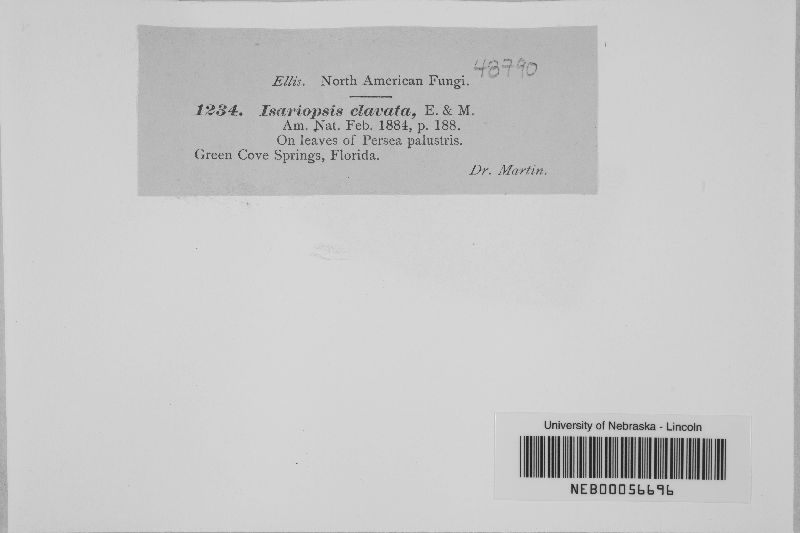 Ellis. North American Fungi. 48790
1234. Isariopsis clavata, E. & M.
Am. Nat. Feb. 1884, p. 188.
On leaves of Persea palustris.
Green Cove Springs, Florida.
Dr. Martin.
University of Nebraska - Lincoln
NEB00056696